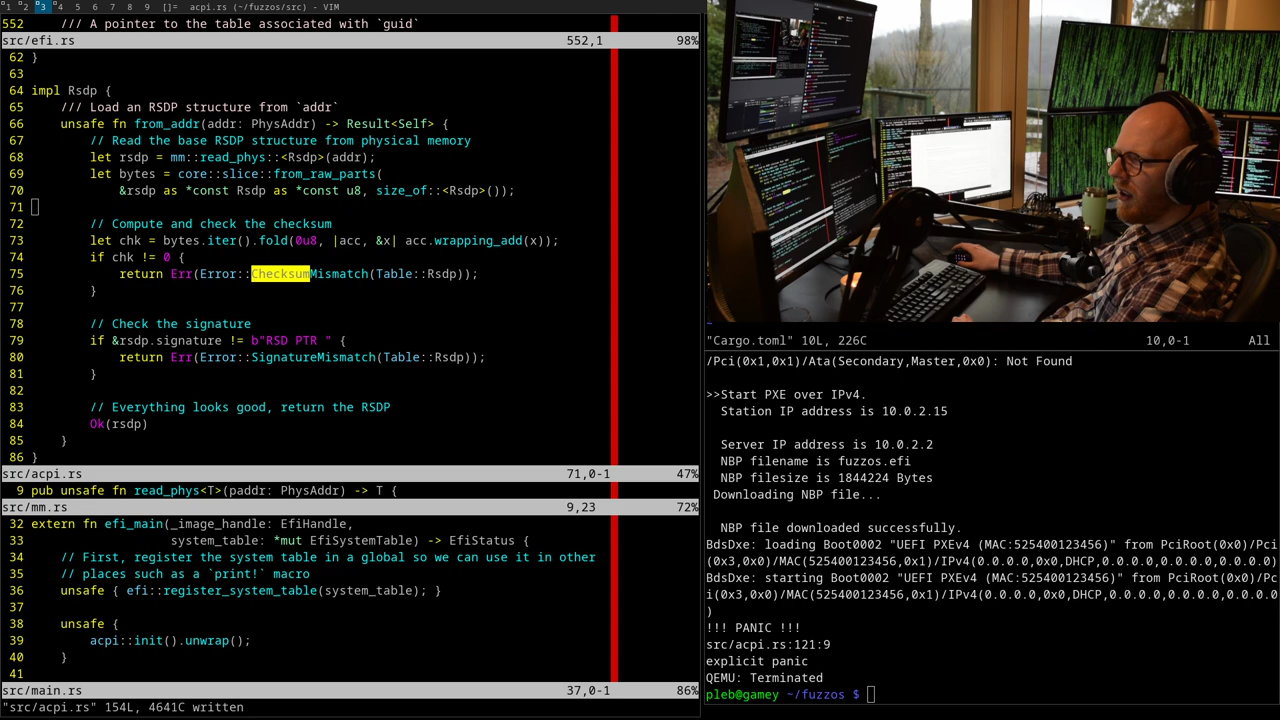 1 2 3 4 5 6 7 8 9 []= acpi.rs (~/fuzzos/src) - VIM
552     /// A pointer to the table associated with `guid`
src/efi.rs 552,1 98%
62 }
63
64 impl Rsdp {
65     /// Load an RSDP structure from `addr`
66     unsafe fn from_addr(addr: PhysAddr) -> Result<Self> {
67         // Read the base RSDP structure from physical memory
68         let rsdp = mm::read_phys::<Rsdp>(addr);
69         let bytes = core::slice::from_raw_parts(
70             &rsdp as *const Rsdp as *const u8, size_of::<Rsdp>());
71
72         // Compute and check the checksum
73         let chk = bytes.iter().fold(0u8, |acc, &x| acc.wrapping_add(x));
74         if chk != 0 {
75             return Err(Error::ChecksumMismatch(Table::Rsdp));
76         }
77
78         // Check the signature
79         if &rsdp.signature != b"RSD PTR " {
80             return Err(Error::SignatureMismatch(Table::Rsdp));
81         }
82
83         // Everything looks good, return the RSDP
84         Ok(rsdp)
85     }
86 }
src/acpi.rs 71,0-1 47%
9 pub unsafe fn read_phys<T>(paddr: PhysAddr) -> T {
src/mm.rs 9,23 72%
32 extern fn efi_main(_image_handle: EfiHandle,
33                    system_table: *mut EfiSystemTable) -> EfiStatus {
34     // First, register the system table in a global so we can use it in other
35     // places such as a `print!` macro
36     unsafe { efi::register_system_table(system_table); }
37
38     unsafe {
39         acpi::init().unwrap();
40     }
41
src/main.rs 37,0-1 86%
"src/acpi.rs" 154L, 4641C written
~
"Cargo.toml" 10L, 226C 10,0-1 All
/Pci(0x1,0x1)/Ata(Secondary,Master,0x0): Not Found
>>Start PXE over IPv4.
  Station IP address is 10.0.2.15
  Server IP address is 10.0.2.2
  NBP filename is fuzzos.efi
  NBP filesize is 1844224 Bytes
 Downloading NBP file...
  NBP file downloaded successfully.
BdsDxe: loading Boot0002 "UEFI PXEv4 (MAC:525400123456)" from PciRoot(0x0)/Pci
(0x3,0x0)/MAC(525400123456,0x1)/IPv4(0.0.0.0,0x0,DHCP,0.0.0.0,0.0.0.0,0.0.0.0)
BdsDxe: starting Boot0002 "UEFI PXEv4 (MAC:525400123456)" from PciRoot(0x0)/Pc
i(0x3,0x0)/MAC(525400123456,0x1)/IPv4(0.0.0.0,0x0,DHCP,0.0.0.0,0.0.0.0,0.0.0.0
)
!!! PANIC !!!
src/acpi.rs:121:9
explicit panic
QEMU: Terminated
pleb@gamey ~/fuzzos $